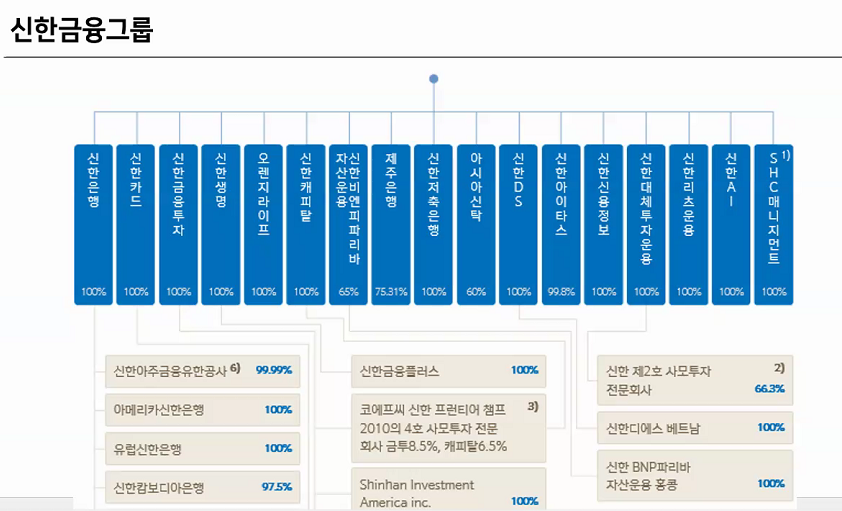 신한금융그룹
신한은행
100%
신한카드
100%
신한금융투자
100%
신한생명
100%
오렌지라이프
100%
신한캐피탈
100%
신한비엔피파리바
자산운용
65%
제주은행
75.31%
신한저축은행
100%
아시아신탁
60%
신한DS
100%
신한아이타스
99.8%
신한신용정보
100%
신한대체투자운용
100%
신한리츠운용
100%
신한AI
100%
SHC매니지먼트 1)
100%
신한아주금융유한공사 6) 99.99%
아메리카신한은행 100%
유럽신한은행 100%
신한캄보디아은행 97.5%
신한금융플러스 100%
코에프씨 신한 프런티어 챔프 3)
2010의 4호 사모투자 전문
회사 금투8.5%, 캐피탈6.5%
Shinhan Investment
America inc. 100%
신한 제2호 사모투자 2)
전문회사 66.3%
신한디에스 베트남 100%
신한 BNP파리바
자산운용 홍콩 100%